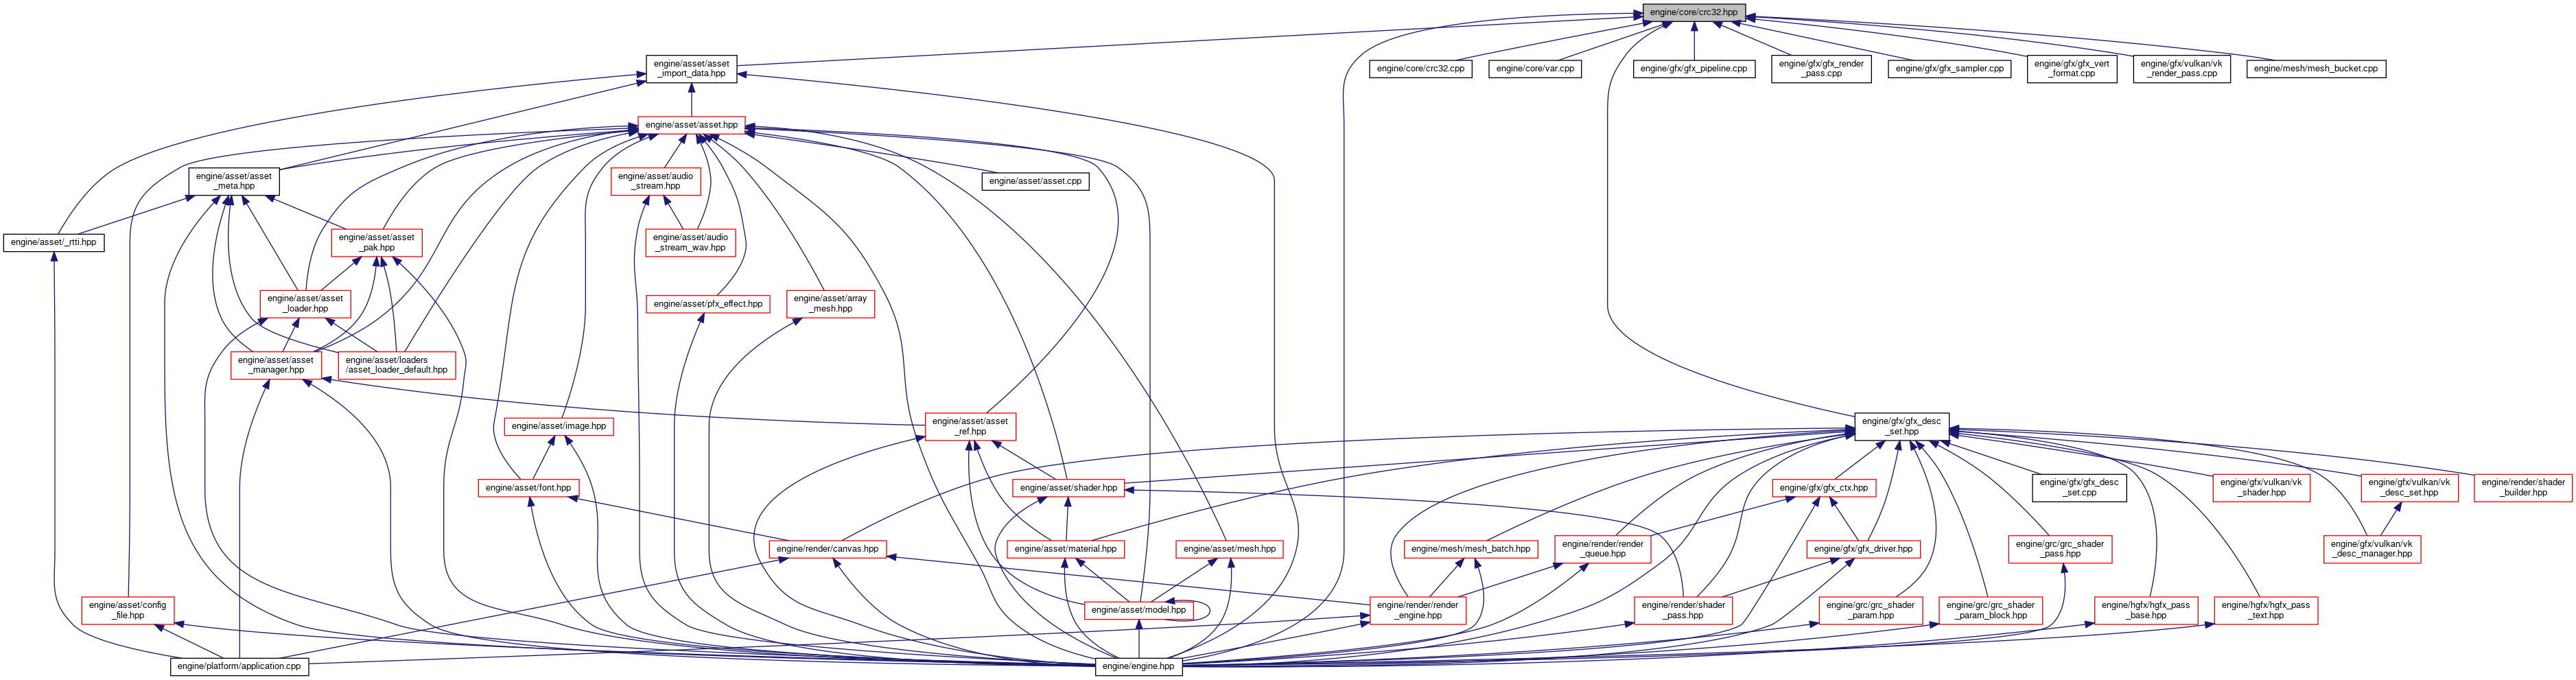 engine/core/crc32.hpp
engine/asset/asset
_import_data.hpp
engine/core/crc32.cpp
engine/core/var.cpp
engine/gfx/gfx_pipeline.cpp
engine/gfx/gfx_render
_pass.cpp
engine/gfx/gfx_sampler.cpp
engine/gfx/gfx_vert
_format.cpp
engine/gfx/vulkan/vk
_render_pass.cpp
engine/mesh/mesh_bucket.cpp
engine/asset/asset.hpp
engine/asset/asset
_meta.hpp
engine/asset/audio
_stream.hpp
engine/asset/asset.cpp
engine/asset/_rtti.hpp
engine/asset/asset
_pak.hpp
engine/asset/audio
_stream_wav.hpp
engine/asset/asset
_loader.hpp
engine/asset/pfx_effect.hpp
engine/asset/array
_mesh.hpp
engine/asset/asset
_manager.hpp
engine/asset/loaders
/asset_loader_default.hpp
engine/asset/image.hpp
engine/asset/asset
_ref.hpp
engine/gfx/gfx_desc
_set.hpp
engine/asset/font.hpp
engine/asset/shader.hpp
engine/gfx/gfx_ctx.hpp
engine/gfx/gfx_desc
_set.cpp
engine/gfx/vulkan/vk
_shader.hpp
engine/gfx/vulkan/vk
_desc_set.hpp
engine/render/shader
_builder.hpp
engine/render/canvas.hpp
engine/asset/material.hpp
engine/asset/mesh.hpp
engine/mesh/mesh_batch.hpp
engine/render/render
_queue.hpp
engine/gfx/gfx_driver.hpp
engine/grc/grc_shader
_pass.hpp
engine/gfx/vulkan/vk
_desc_manager.hpp
engine/asset/config
_file.hpp
engine/asset/model.hpp
engine/render/render
_engine.hpp
engine/render/shader
_pass.hpp
engine/grc/grc_shader
_param.hpp
engine/grc/grc_shader
_param_block.hpp
engine/hgfx/hgfx_pass
_base.hpp
engine/hgfx/hgfx_pass
_text.hpp
engine/platform/application.cpp
engine/engine.hpp